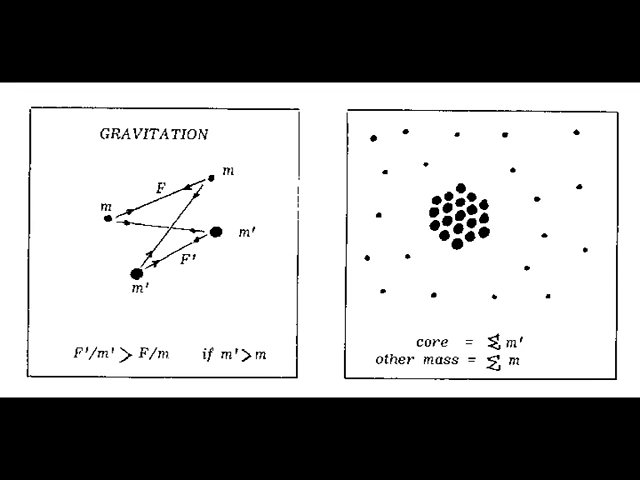 GRAVITATION
m
F
m
m'
F'
m'
F'/m' > F/m if m' > m
core = Σ m'
other mass = Σ m